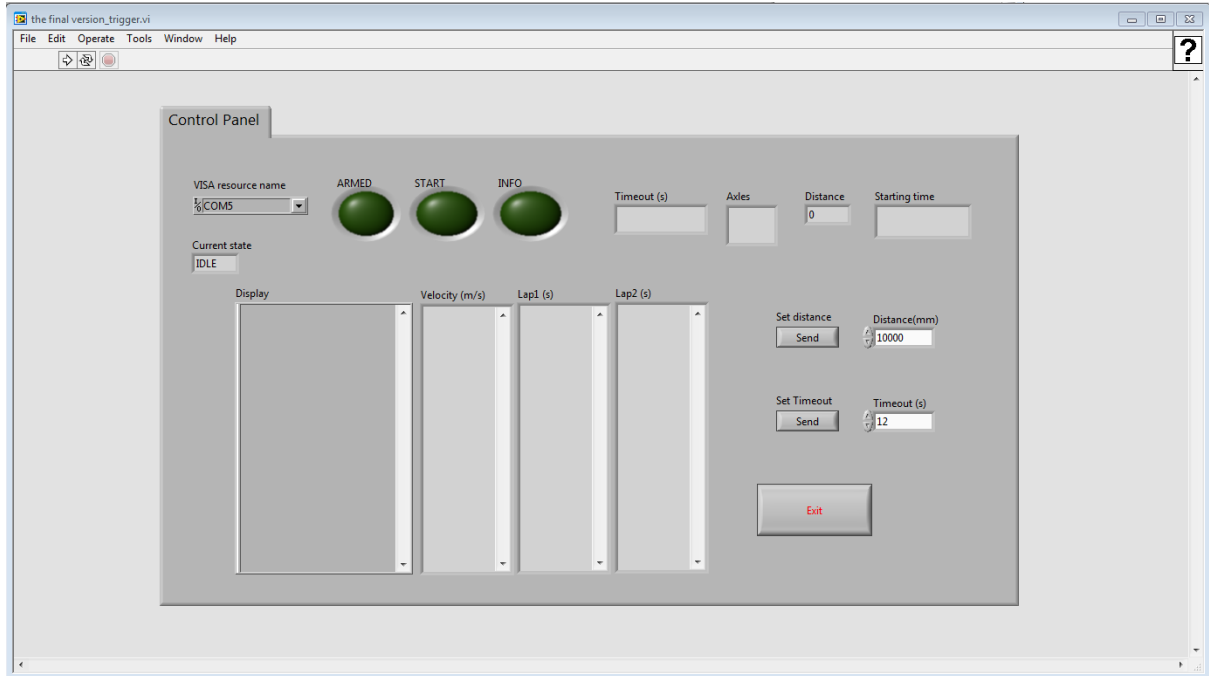 the final version_trigger.vi
File Edit Operate Tools Window Help
?
Control Panel
VISA resource name
COM5
ARMED
START
INFO
Timeout (s)
Axles
Distance
0
Starting time
Current state
IDLE
Display
Velocity (m/s)
Lap1 (s)
Lap2 (s)
Set distance
Send
Distance(mm)
10000
Set Timeout
Send
Timeout (s)
12
Exit